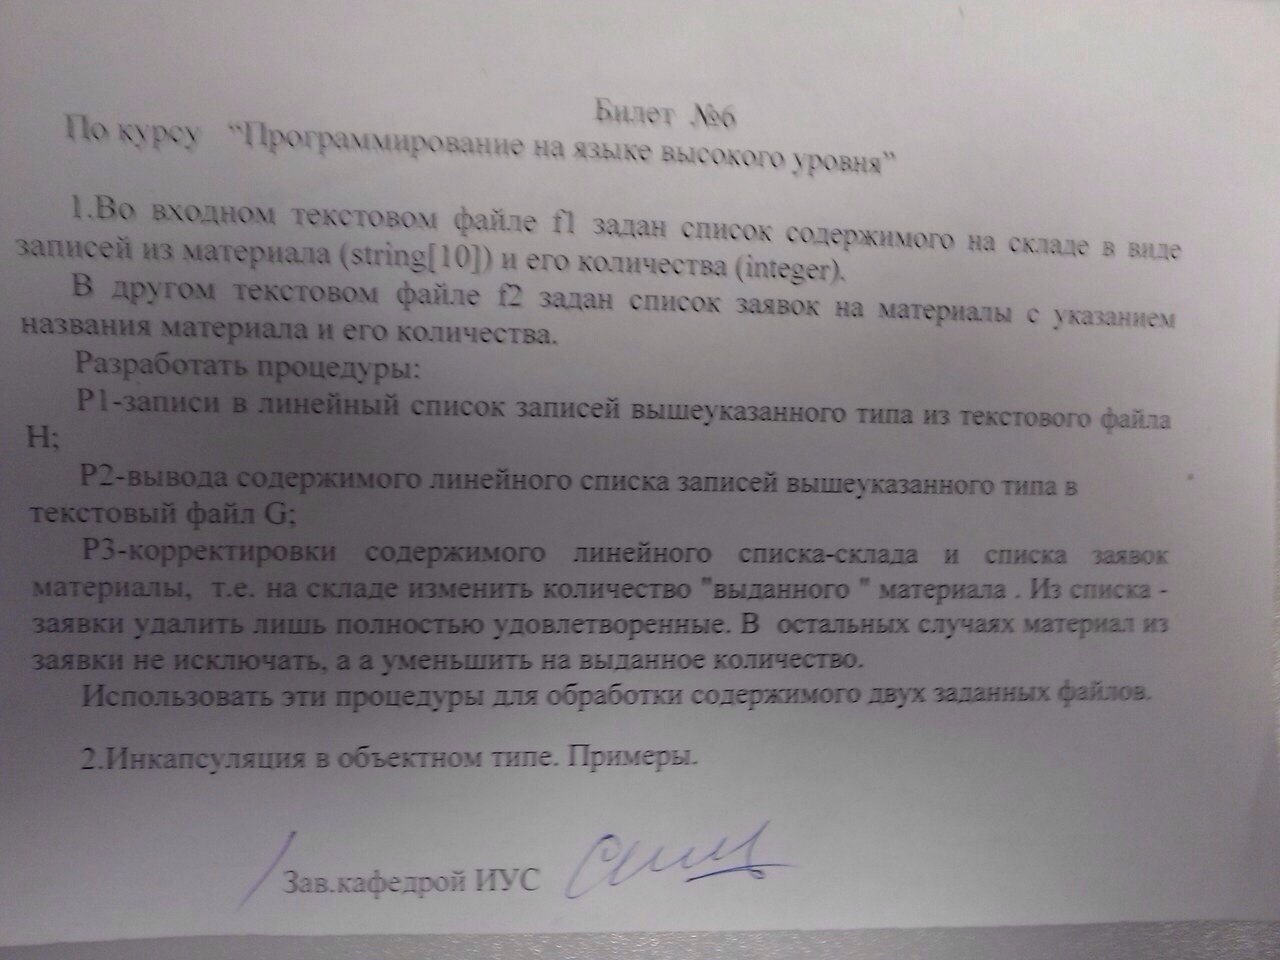 Билет №6
По курсу “Программирование на языке высокого уровня”
1.Во входном текстовом файле f1 задан список содержимого на складе в виде
записей из материала (string[10]) и его количества (integer).
В другом текстовом файле f2 задан список заявок на материалы с указанием
названия материала и его количества.
Разработать процедуры:
P1-записи в линейный список записей вышеуказанного типа из текстового файла
H;
P2-вывода содержимого линейного списка записей вышеуказанного типа в
текстовый файл G;
P3-корректировки содержимого линейного списка-склада и списка заявок
материалы, т.е. на складе изменить количество "выданного " материала . Из списка -
заявки удалить лишь полностью удовлетворенные. В остальных случаях материал из
заявки не исключать, а а уменьшить на выданное количество.
Использовать эти процедуры для обработки содержимого двух заданных файлов.
2.Инкапсуляция в объектном типе. Примеры.
Зав.кафедрой ИУС